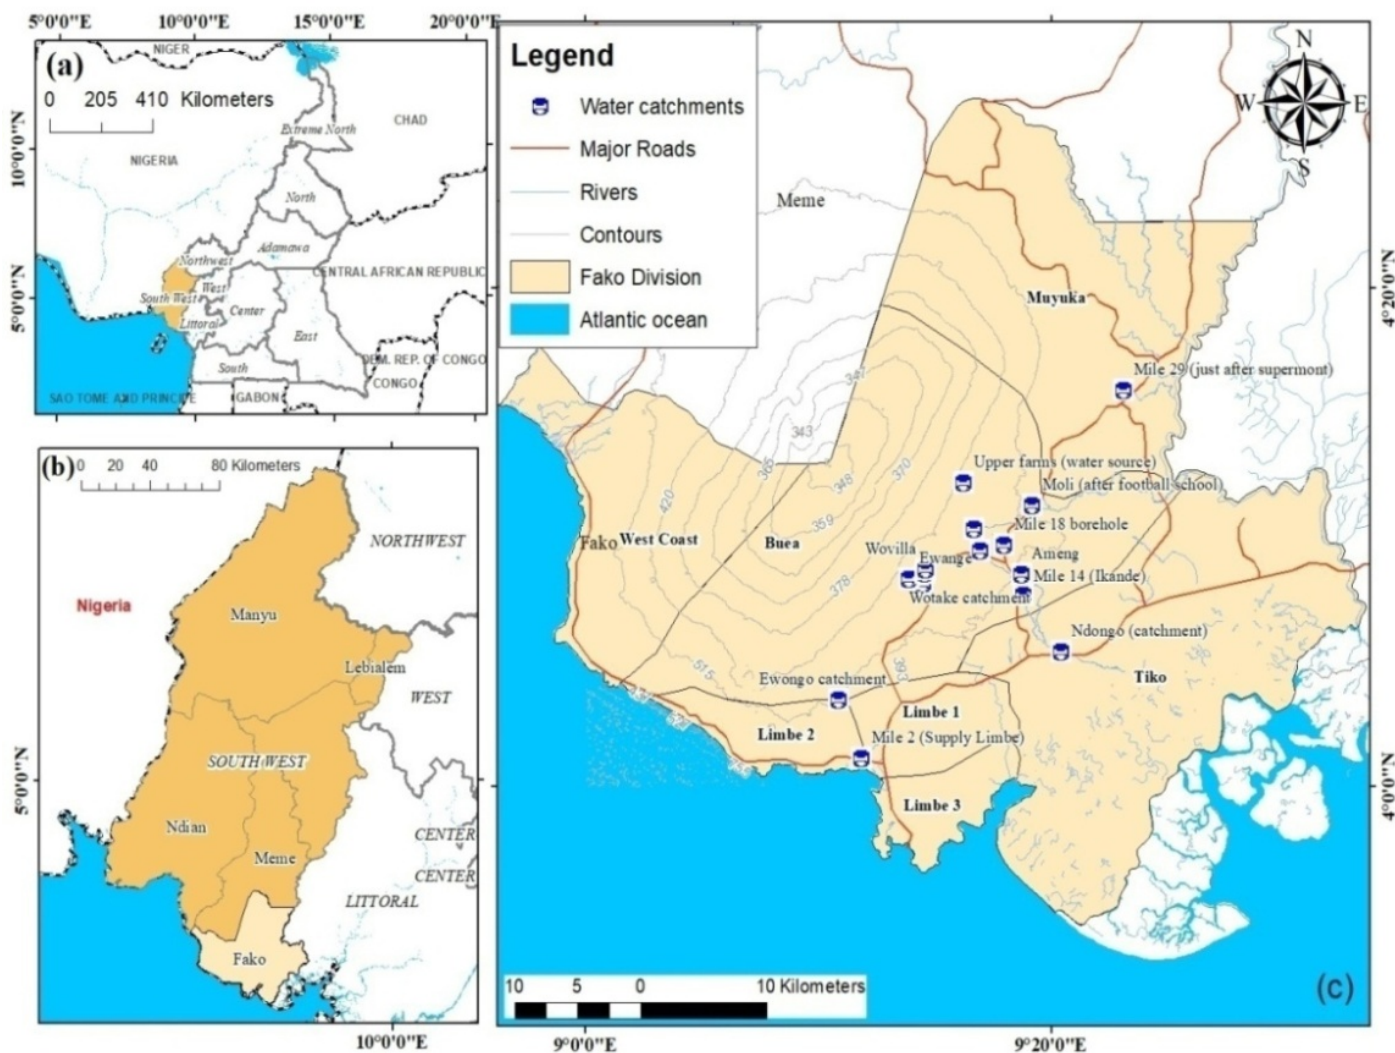 5°0'0"E 10°0'0"E 15°0'0"E 20°0'0"E
(a)
0 205 410 Kilometers
NIGER
CHAD
NIGERIA
Extreme North
North
Adamawa
Northwest
CENTRAL AFRICAN REPUBLIC
South West
West
Center
Littoral
East
South
DEM. REP. OF CONGO
CONGO
SAO TOME AND PRINCIPE
GABON
10°0'0"N
5°0'0"N
(b)
0 20 40 80 Kilometers
NORTHWEST
Nigeria
Manyu
Lebialem
WEST
SOUTH WEST
Ndian
Meme
CENTER
CENTER
LITTORAL
Fako
5°0'0"N
10°0'0"E
Legend
Water catchments
Major Roads
Rivers
Contours
Fako Division
Atlantic ocean
N
W E
S
Meme
Muyuka
Mile 29 (just after supermont)
347
343
365
348
370
420
359
378
515
393
Upper farms (water source)
Moli (after football school)
Mile 18 borehole
Fako
West Coast
Buea
Wovilla
Ewange
Ameng
Mile 14 (Ikande)
Wotake catchment
Ndongo (catchment)
Ewongo catchment
Tiko
Limbe 1
Limbe 2
Mile 2 (Supply Limbe)
Limbe 3
10 5 0 10 Kilometers
(c)
4°20'0"N
4°0'0"N
9°0'0"E 9°20'0"E